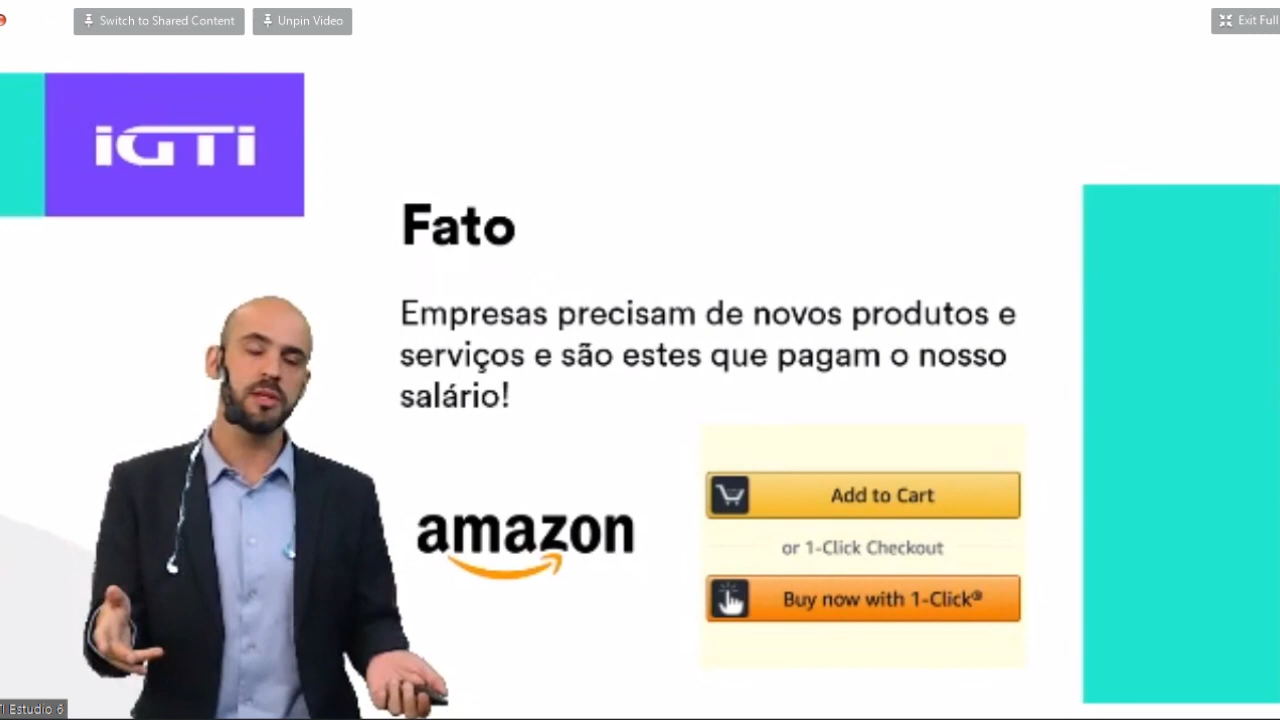 Switch to Shared Content
Unpin Video
Exit Full
iGTi
Fato
Empresas precisam de novos produtos e
serviços e são estes que pagam o nosso
salário!
amazon
Add to Cart
or 1-Click Checkout
Buy now with 1-Click®
Estudio 6